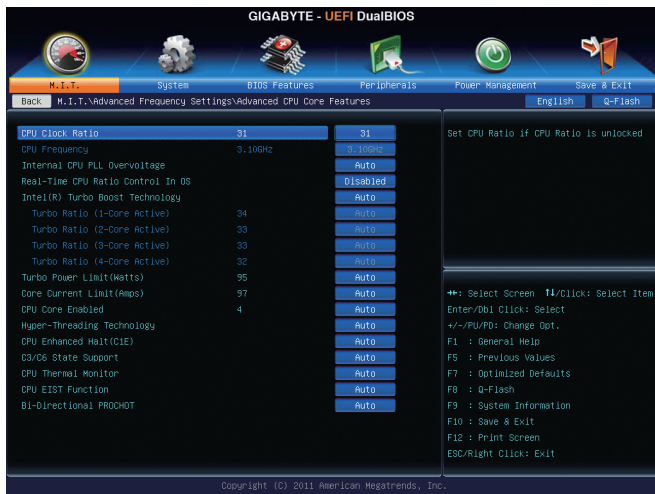 GIGABYTE - UEFI DualBIOS
M.I.T. System BIOS Features Peripherals Power Management Save & Exit
Back M.I.T.\Advanced Frequency Settings\Advanced CPU Core Features English Q-Flash
CPU Clock Ratio 31 31
CPU Frequency 3.10GHz 3.10GHz
Internal CPU PLL Overvoltage Auto
Real-Time CPU Ratio Control In OS Disabled
Intel(R) Turbo Boost Technology Auto
Turbo Ratio (1-Core Active) 34 Auto
Turbo Ratio (2-Core Active) 33 Auto
Turbo Ratio (3-Core Active) 33 Auto
Turbo Ratio (4-Core Active) 32 Auto
Turbo Power Limit(Watts) 95 Auto
Core Current Limit(Amps) 97 Auto
CPU Core Enabled 4 Auto
Hyper-Threading Technology Auto
CPU Enhanced Halt(C1E) Auto
C3/C6 State Support Auto
CPU Thermal Monitor Auto
CPU EIST Function Auto
Bi-Directional PROCHOT Auto
Set CPU Ratio if CPU Ratio is unlocked
→←: Select Screen ↑↓/Click: Select Item
Enter/Dbl Click: Select
+/-/PU/PD: Change Opt.
F1 : General Help
F5 : Previous Values
F7 : Optimized Defaults
F8 : Q-Flash
F9 : System Information
F10 : Save & Exit
F12 : Print Screen
ESC/Right Click: Exit
Copyright (C) 2011 American Megatrends, Inc.